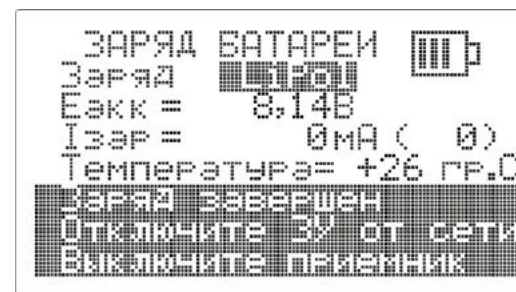 ЗАРЯД БАТАРЕИ
Заряд LiPol
Eакк = 8,14В
Iзар = 0мА ( 0)
Температура= +26 гр.С
Заряд завершен
Отключите ЗУ от сети
Выключите приемник